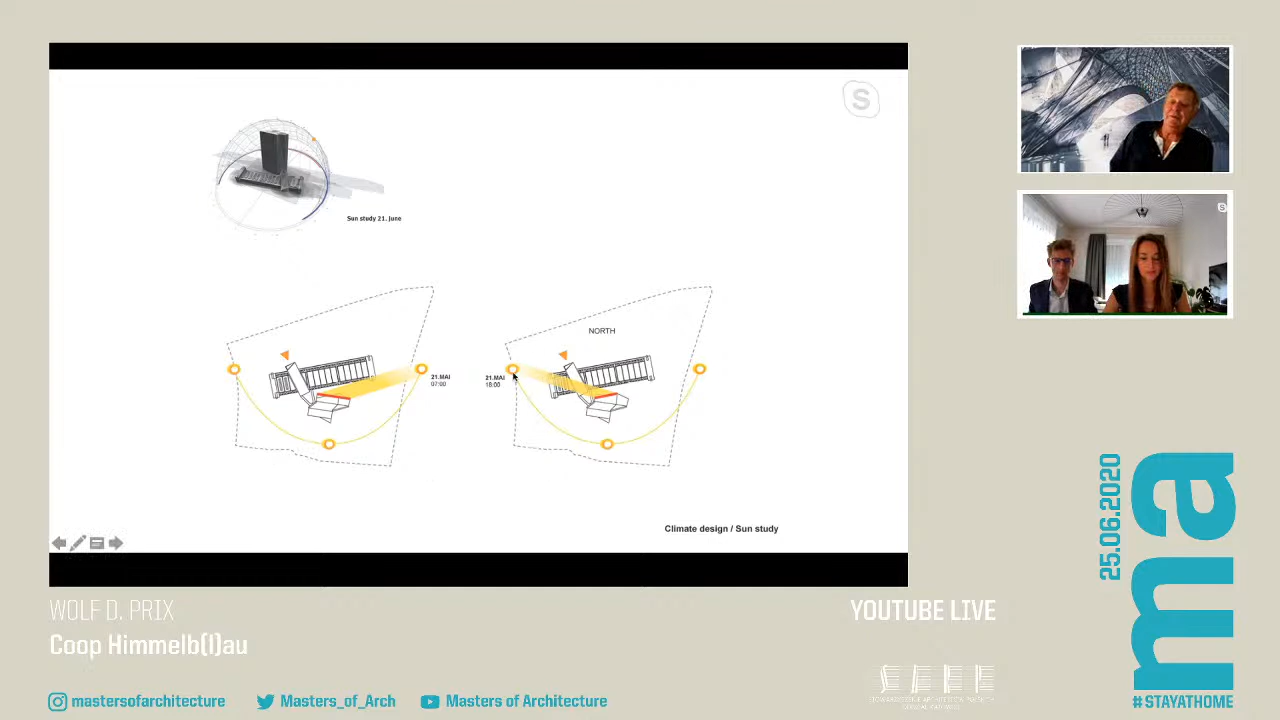 S
Sun study 21. june
NORTH
21.MAI
07:00
21.MAI
18:00
Climate design / Sun study
WOLF D. PRIX
Coop Himmelb(l)au
YOUTUBE LIVE
mastersofarchitecture
Masters_of_Arch
Masters of Architecture
25.06.2020
ma
#STAYATHOME